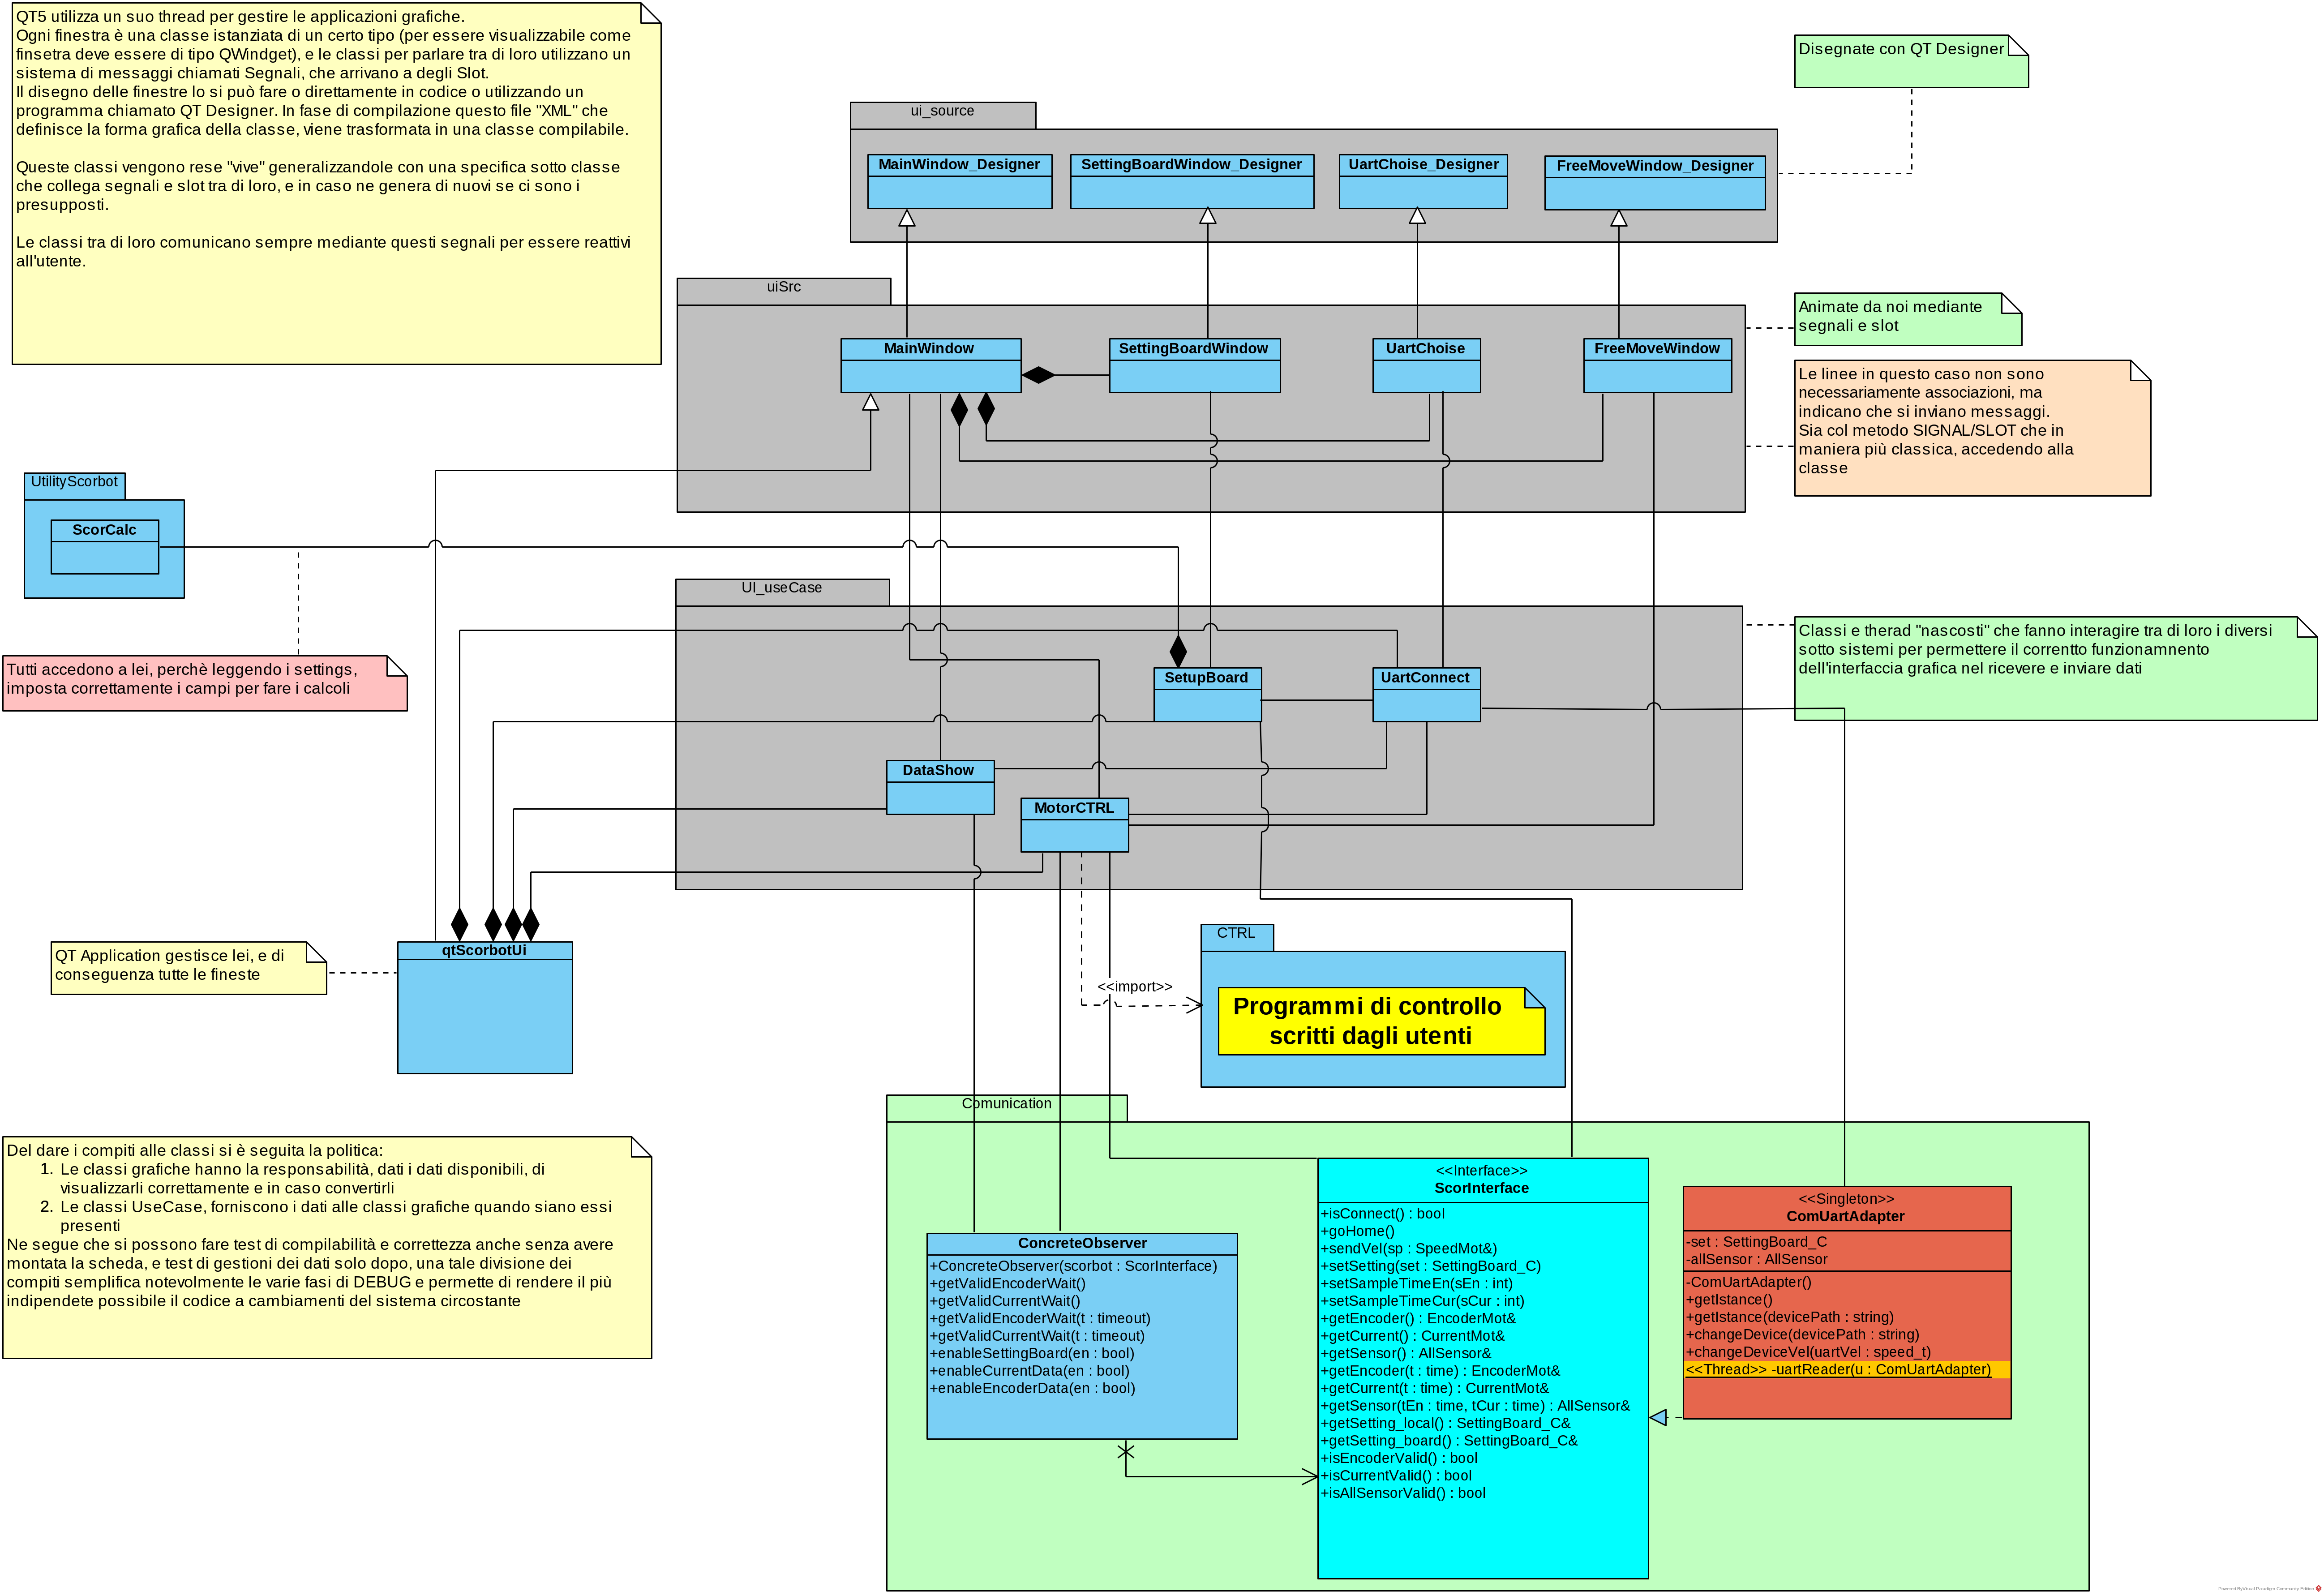 QT5 utilizza un suo thread per gestire le applicazioni grafiche.
Ogni finestra è una classe istanziata di un certo tipo (per essere visualizzabile come
finsetra deve essere di tipo QWindget), e le classi per parlare tra di loro utilizzano un
sistema di messaggi chiamati Segnali, che arrivano a degli Slot.
Il disegno delle finestre lo si può fare o direttamente in codice o utilizzando un
programma chiamato QT Designer. In fase di compilazione questo file "XML" che
definisce la forma grafica della classe, viene trasformata in una classe compilabile.
Queste classi vengono rese "vive" generalizzandole con una specifica sotto classe
che collega segnali e slot tra di loro, e in caso ne genera di nuovi se ci sono i
presupposti.
Le classi tra di loro comunicano sempre mediante questi segnali per essere reattivi
all'utente.
Disegnate con QT Designer
ui_source
MainWindow_Designer
SettingBoardWindow_Designer
UartChoise_Designer
FreeMoveWindow_Designer
uiSrc
MainWindow
SettingBoardWindow
UartChoise
FreeMoveWindow
Animate da noi mediante
segnali e slot
Le linee in questo caso non sono
necessariamente associazioni, ma
indicano che si inviano messaggi.
Sia col metodo SIGNAL/SLOT che in
maniera più classica, accedendo alla
classe
UtilityScorbot
ScorCalc
Tutti accedono a lei, perchè leggendo i settings,
imposta correttamente i campi per fare i calcoli
UI_useCase
SetupBoard
UartConnect
DataShow
MotorCTRL
Classi e therad "nascosti" che fanno interagire tra di loro i diversi
sotto sistemi per permettere il correntto funzionamnento
dell'interfaccia grafica nel ricevere e inviare dati
QT Application gestisce lei, e di
conseguenza tutte le fineste
qtScorbotUi
<<import>>
CTRL
Programmi di controllo
scritti dagli utenti
Del dare i compiti alle classi si è seguita la politica:
1. Le classi grafiche hanno la responsabilità, dati i dati disponibili, di
visualizzarli correttamente e in caso convertirli
2. Le classi UseCase, forniscono i dati alle classi grafiche quando siano essi
presenti
Ne segue che si possono fare test di compilabilità e correttezza anche senza avere
montata la scheda, e test di gestioni dei dati solo dopo, una tale divisione dei
compiti semplifica notevolmente le varie fasi di DEBUG e permette di rendere il più
indipendete possibile il codice a cambiamenti del sistema circostante
Comunication
ConcreteObserver
+ConcreteObserver(scorbot : ScorInterface)
+getValidEncoderWait()
+getValidCurrentWait()
+getValidEncoderWait(t : timeout)
+getValidCurrentWait(t : timeout)
+enableSettingBoard(en : bool)
+enableCurrentData(en : bool)
+enableEncoderData(en : bool)
<<Interface>>
ScorInterface
+isConnect() : bool
+goHome()
+sendVel(sp : SpeedMot&)
+setSetting(set : SettingBoard_C)
+setSampleTimeEn(sEn : int)
+setSampleTimeCur(sCur : int)
+getEncoder() : EncoderMot&
+getCurrent() : CurrentMot&
+getSensor() : AllSensor&
+getEncoder(t : time) : EncoderMot&
+getCurrent(t : time) : CurrentMot&
+getSensor(tEn : time, tCur : time) : AllSensor&
+getSetting_local() : SettingBoard_C&
+getSetting_board() : SettingBoard_C&
+isEncoderValid() : bool
+isCurrentValid() : bool
+isAllSensorValid() : bool
<<Singleton>>
ComUartAdapter
-set : SettingBoard_C
-allSensor : AllSensor
-ComUartAdapter()
+getIstance()
+getIstance(devicePath : string)
+changeDevice(devicePath : string)
+changeDeviceVel(uartVel : speed_t)
<<Thread>> -uartReader(u : ComUartAdapter)
Powered By Visual Paradigm Community Edition